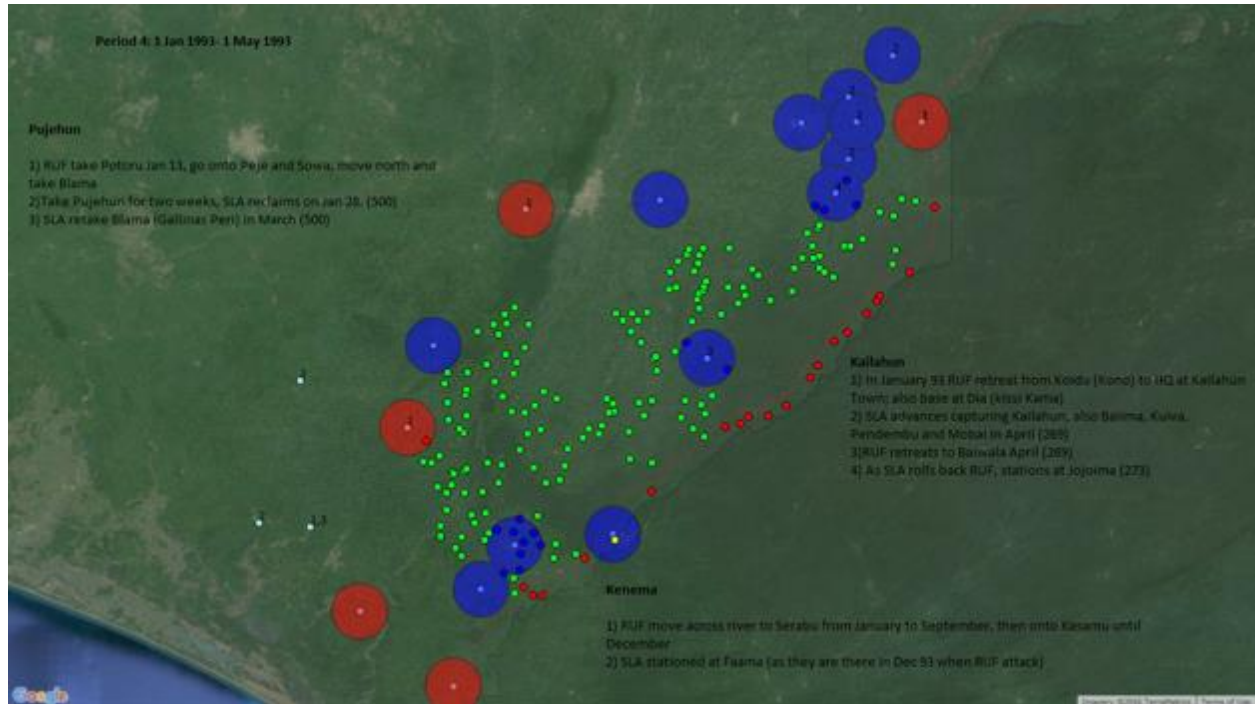 Period 4: 1 Jan 1993- 1 May 1993
Pujehun
1) RUF take Potoru Jan 13, go onto Peje and Sowa, move north and
take Blama
2)Take Pujehun for two weeks, SLA reclaims on Jan 28. (500)
3) SLA retake Blama (Gallinas Peri) in March (500)
Kailahun
1) In January 93 RUF retreat from Koidu (Kono) to HQ at Kailahun
Town; also base at Dia (kissi Kama)
2) SLA advances capturing Kailahun, also Baiima, Kuiva,
Pendembu and Mobai in April (269)
3)RUF retreats to Baiwala April (269)
4) As SLA rolls back RUF, stations at Jojoima (273)
Kenema
1) RUF move across river to Serabu from January to September, then onto Kasamu until
December
2) SLA stationed at Faama (as they are there in Dec 93 when RUF attack)
Google